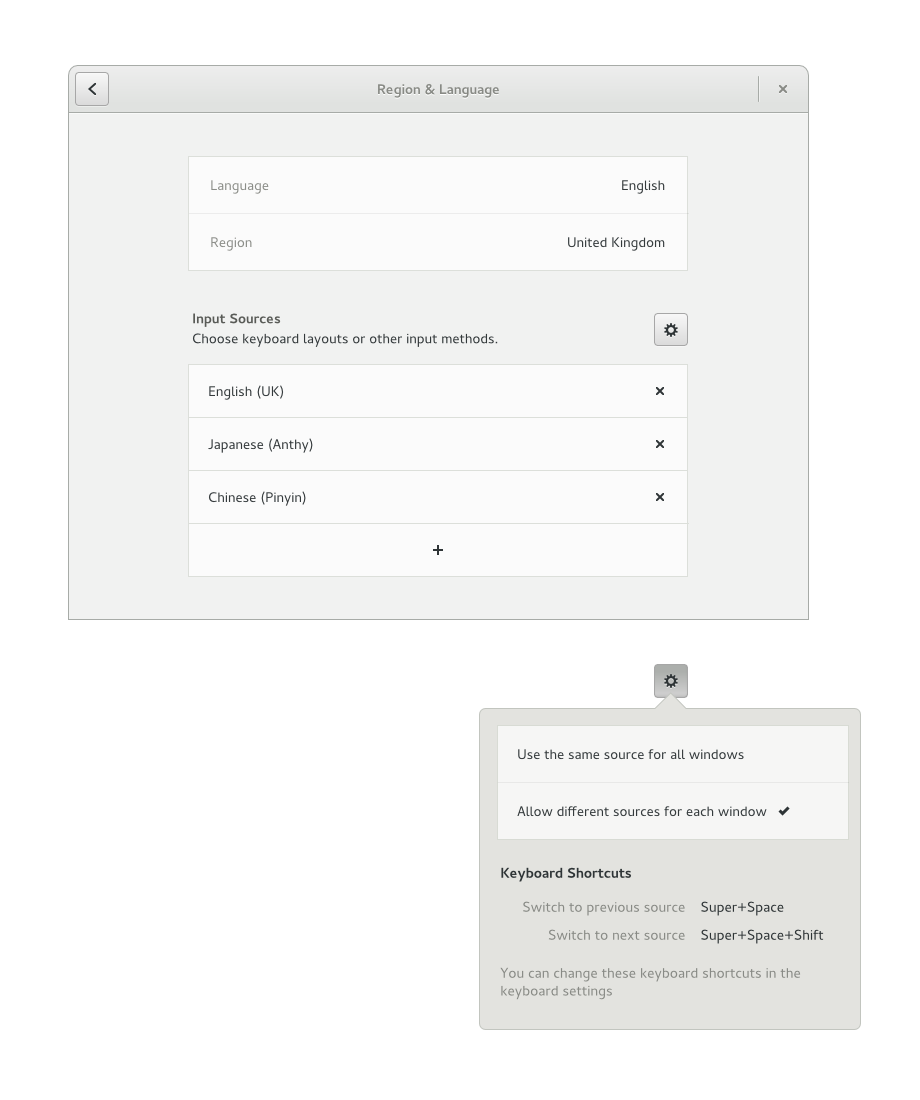 Region & Language
Language English
Region United Kingdom
Input Sources
Choose keyboard layouts or other input methods.
English (UK)
Japanese (Anthy)
Chinese (Pinyin)
Use the same source for all windows
Allow different sources for each window
Keyboard Shortcuts
Switch to previous source Super+Space
Switch to next source Super+Space+Shift
You can change these keyboard shortcuts in the
keyboard settings